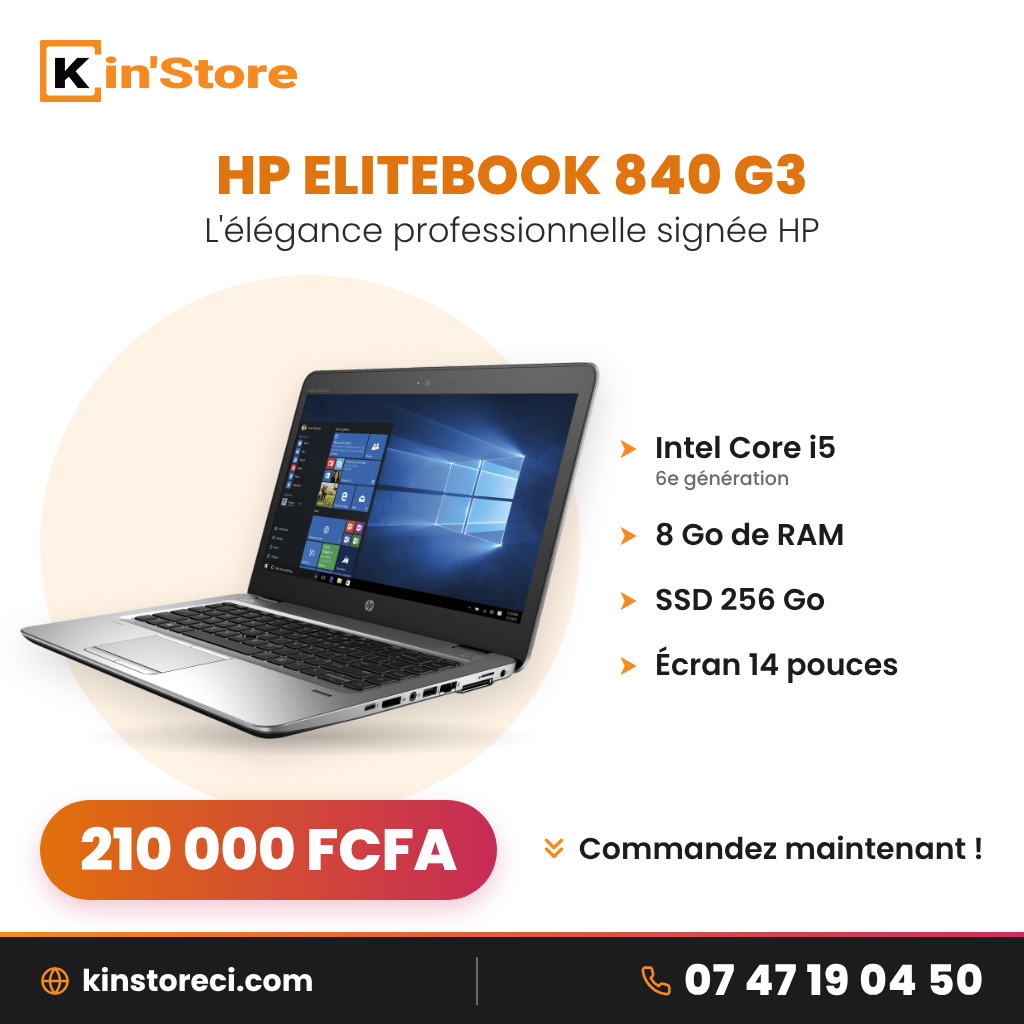 Kin'Store
HP ELITEBOOK 840 G3
L'élégance professionnelle signée HP
Intel Core i5
6e génération
8 Go de RAM
SSD 256 Go
Écran 14 pouces
210 000 FCFA
Commandez maintenant !
kinstoreci.com
07 47 19 04 50